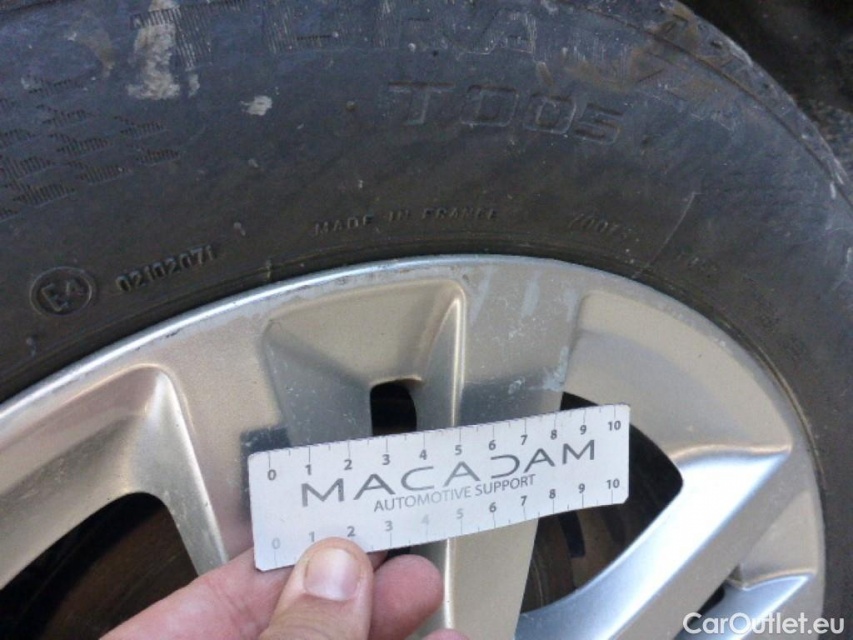 T005
MADE IN FRANCE
02102071
E4
0 1 2 3 4 5 6 7 8 9 10
MACADAM
AUTOMOTIVE SUPPORT
0 1 2 3 4 5 6 7 8 9 10
CarOutlet.eu